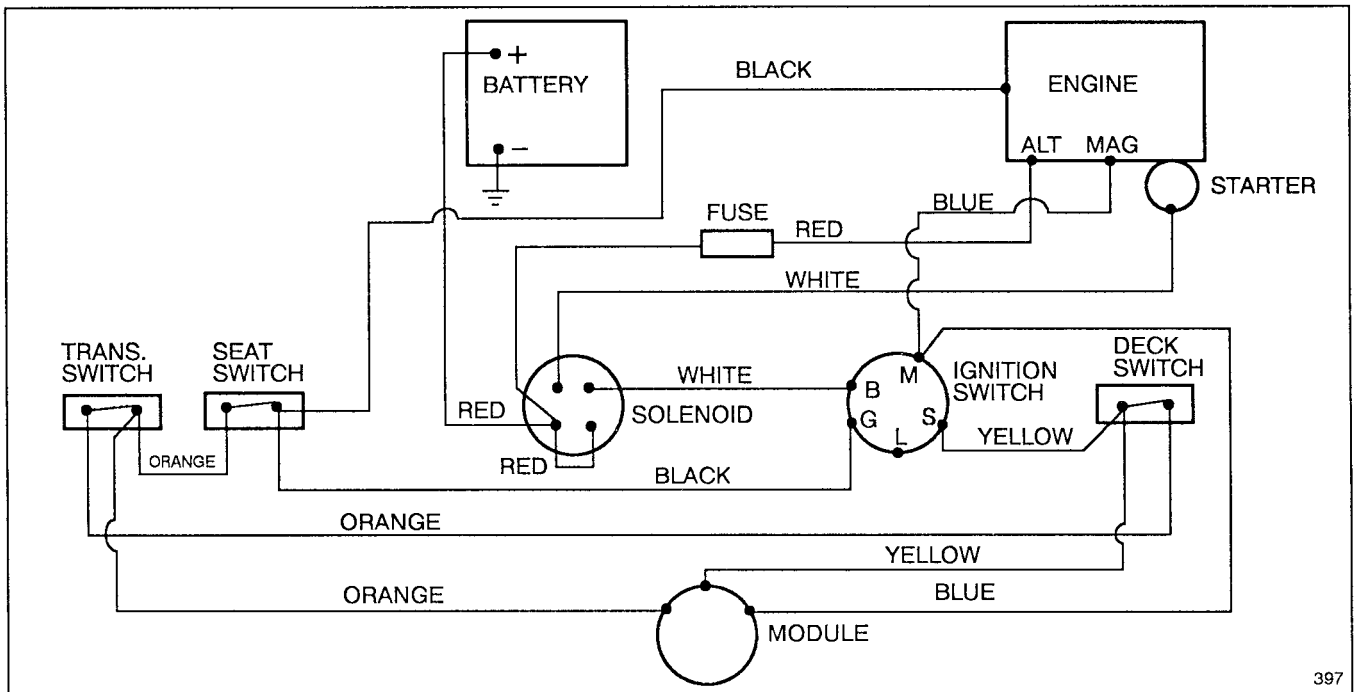 +
BATTERY
-
BLACK
ENGINE
ALT MAG
STARTER
BLUE
FUSE
RED
WHITE
TRANS.
SWITCH
SEAT
SWITCH
ORANGE
RED
SOLENOID
RED
WHITE
B
M
G
S
L
IGNITION
SWITCH
DECK
SWITCH
YELLOW
BLACK
ORANGE
YELLOW
ORANGE
BLUE
MODULE
397